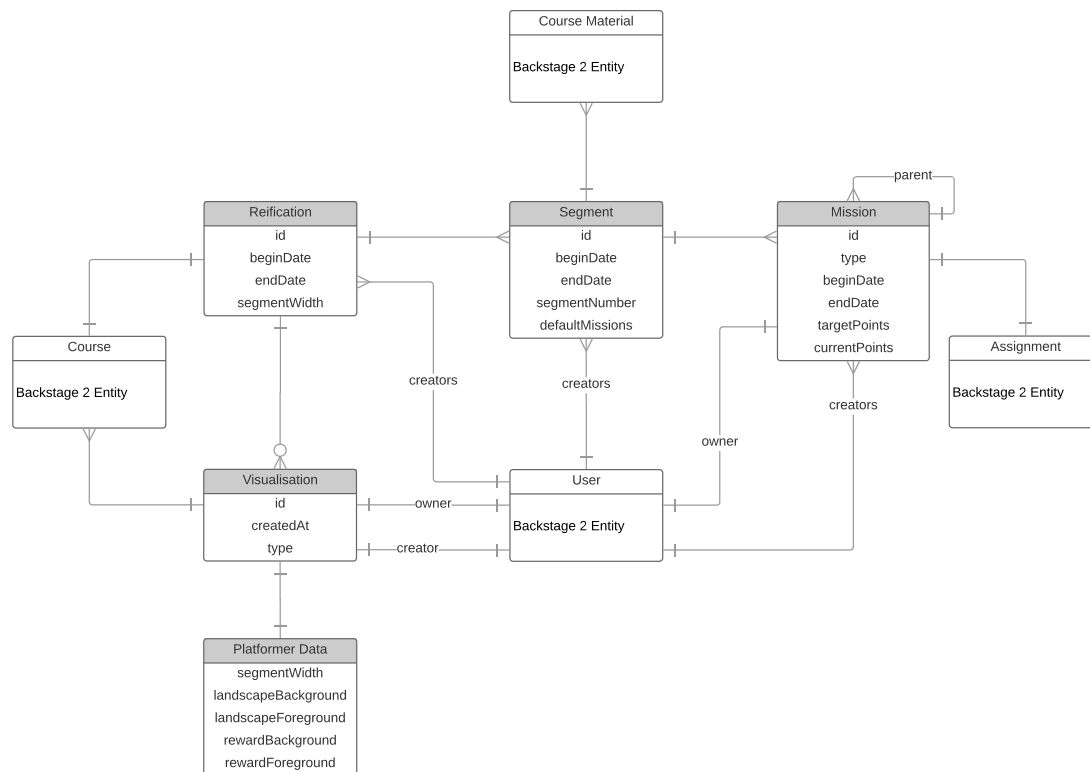 Course Material
Backstage 2 Entity
parent
Reification
id
beginDate
endDate
segmentWidth
Segment
id
beginDate
endDate
segmentNumber
defaultMissions
Mission
id
type
beginDate
endDate
targetPoints
currentPoints
Course
Backstage 2 Entity
Assignment
Backstage 2 Entity
creators
creators
creators
owner
Visualisation
id
createdAt
type
owner
creator
User
Backstage 2 Entity
Platformer Data
segmentWidth
landscapeBackground
landscapeForeground
rewardBackground
rewardForeground